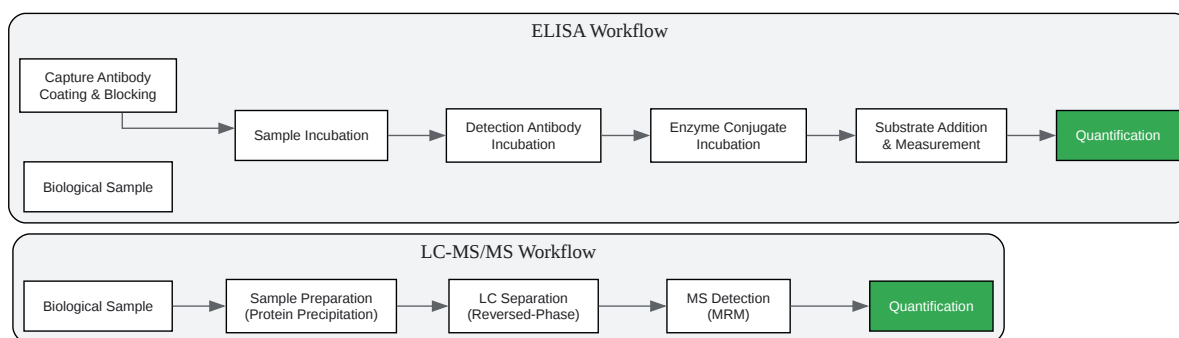 ELISA Workflow
Capture Antibody
Coating & Blocking
Biological Sample
Sample Incubation
Detection Antibody
Incubation
Enzyme Conjugate
Incubation
Substrate Addition
& Measurement
Quantification
LC-MS/MS Workflow
Biological Sample
Sample Preparation
(Protein Precipitation)
LC Separation
(Reversed-Phase)
MS Detection
(MRM)
Quantification